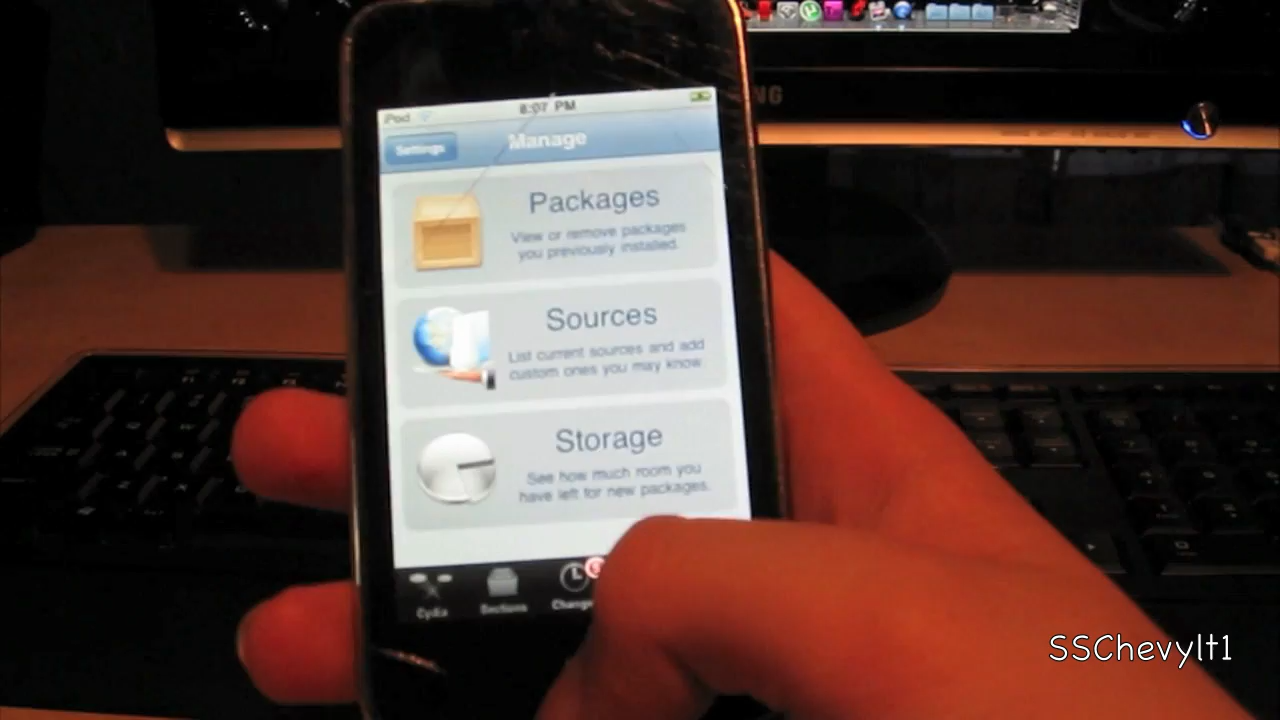 iPod 8:07 PM
Settings Manage
Packages
View or remove packages
you previously installed.
Sources
List current sources and add
custom ones you may know.
Storage
See how much room you
have left for new packages.
Cydia Sections
SSChevylt1